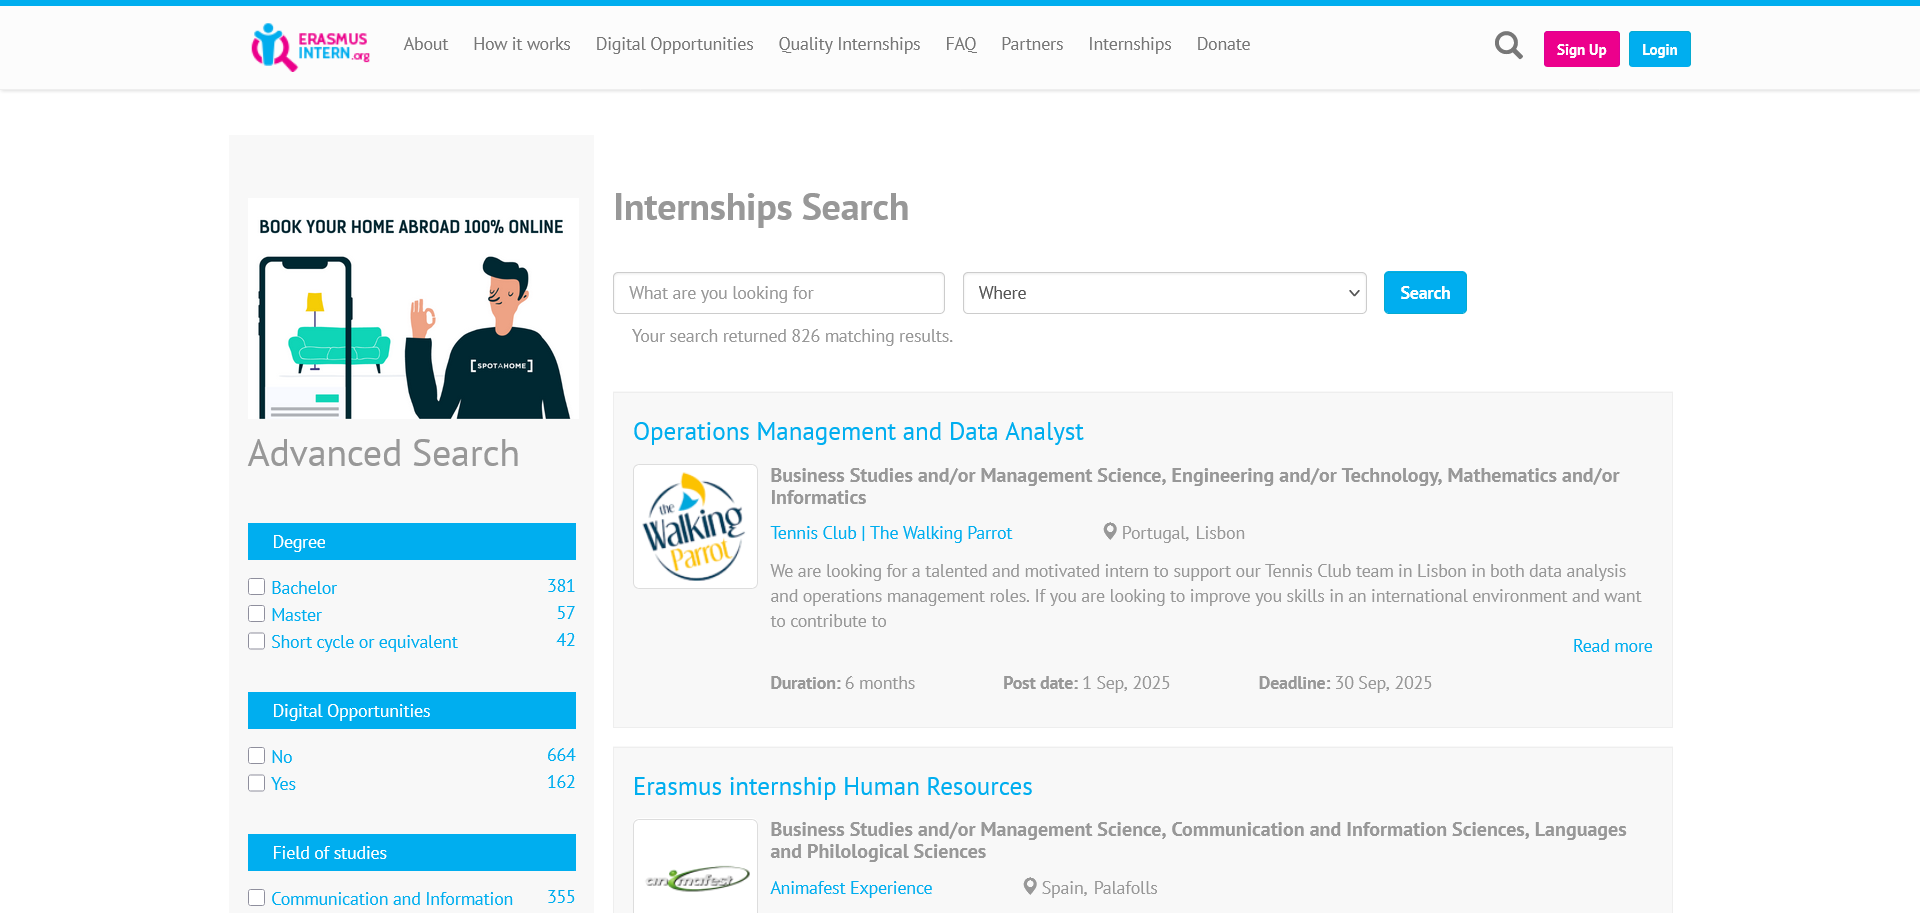 ERASMUS
INTERN.org
About
How it works
Digital Opportunities
Quality Internships
FAQ
Partners
Internships
Donate
Sign Up
Login
BOOK YOUR HOME ABROAD 100% ONLINE
[SPOTAHOME]
Advanced Search
Degree
Bachelor 381
Master 57
Short cycle or equivalent 42
Digital Opportunities
No 664
Yes 162
Field of studies
Communication and Information 355
Internships Search
What are you looking for
Where
Search
Your search returned 826 matching results.
Operations Management and Data Analyst
the
Walking
Parrot
Business Studies and/or Management Science, Engineering and/or Technology, Mathematics and/or
Informatics
Tennis Club | The Walking Parrot
Portugal, Lisbon
We are looking for a talented and motivated intern to support our Tennis Club team in Lisbon in both data analysis
and operations management roles. If you are looking to improve you skills in an international environment and want
to contribute to
Read more
Duration: 6 months
Post date: 1 Sep, 2025
Deadline: 30 Sep, 2025
Erasmus internship Human Resources
animafest
Business Studies and/or Management Science, Communication and Information Sciences, Languages
and Philological Sciences
Animafest Experience
Spain, Palafolls